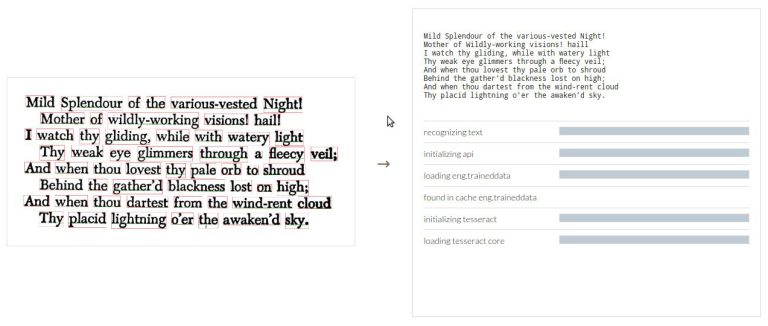 Mild Splendour of the various-vested Night!
Mother of wildly-working visions! hail!
I watch thy gliding, while with watery light
Thy weak eye glimmers through a fleecy veil;
And when thou lovest thy pale orb to shroud
Behind the gather'd blackness lost on high;
And when thou dartest from the wind-rent cloud
Thy placid lightning o'er the awaken'd sky.
→
Mild Splendour of the various-vested Night!
Mother of Wildly-working visions! haill
I watch thy gliding, while with watery light
Thy weak eye glimmers through a fleecy veil;
And when thou lovest thy pale orb to shroud
Behind the gather'd blackness lost on high;
And when thou dartest from the wind-rent cloud
Thy placid lightning o'er the awaken'd sky.
recognizing text
initializing api
loading eng.traineddata
found in cache eng.traineddata
initializing tesseract
loading tesseract core